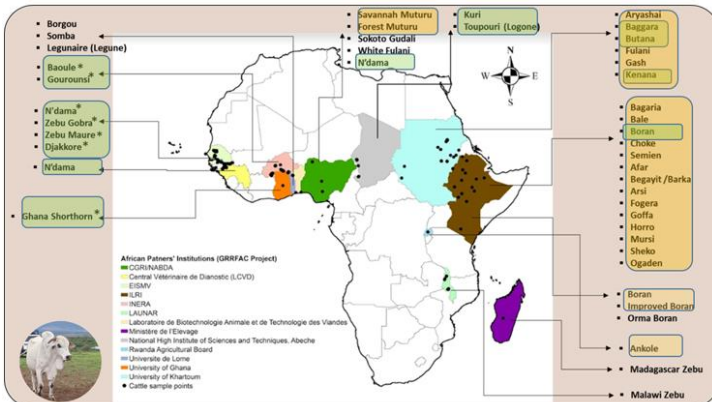 Borgou
Somba
Legunaire (Legune)
Baoule*
Gourounsi*
N'dama*
Zebu Gobra*
Zebu Maure*
Djakkore*
N'dama
Ghana Shorthorn*
Savannah Muturu
Forest Muturu
Sokoto Gudali
White Fulani
N'dama
Kuri
Toupouri (Logone)
N
W
E
S
Aryashai
Baggara
Butana
Fulani
Gash
Kenana
Bagaria
Bale
Boran
Choke
Semien
Afar
Begayit /Barka
Arsi
Fogera
Goffa
Horro
Mursi
Sheko
Ogaden
Boran
Improved Boran
Orma Boran
Ankole
Madagascar Zebu
Malawi Zebu
African Patners' Institutions (GRRFAC Project)
CGRI/NABDA
Central Véterinaire de Dianostic (LCVD)
EISMV
ILRI
INERA
LAUNAR
Laboratoire de Biotechnologie Animale et de Technologie des Viandes
Ministère de l'Elevage
National High Institute of Sciences and Techniques, Abeche
Rwanda Agricultural Board
Universite de Lome
University of Ghana
University of Khartoum
Cattle sample points